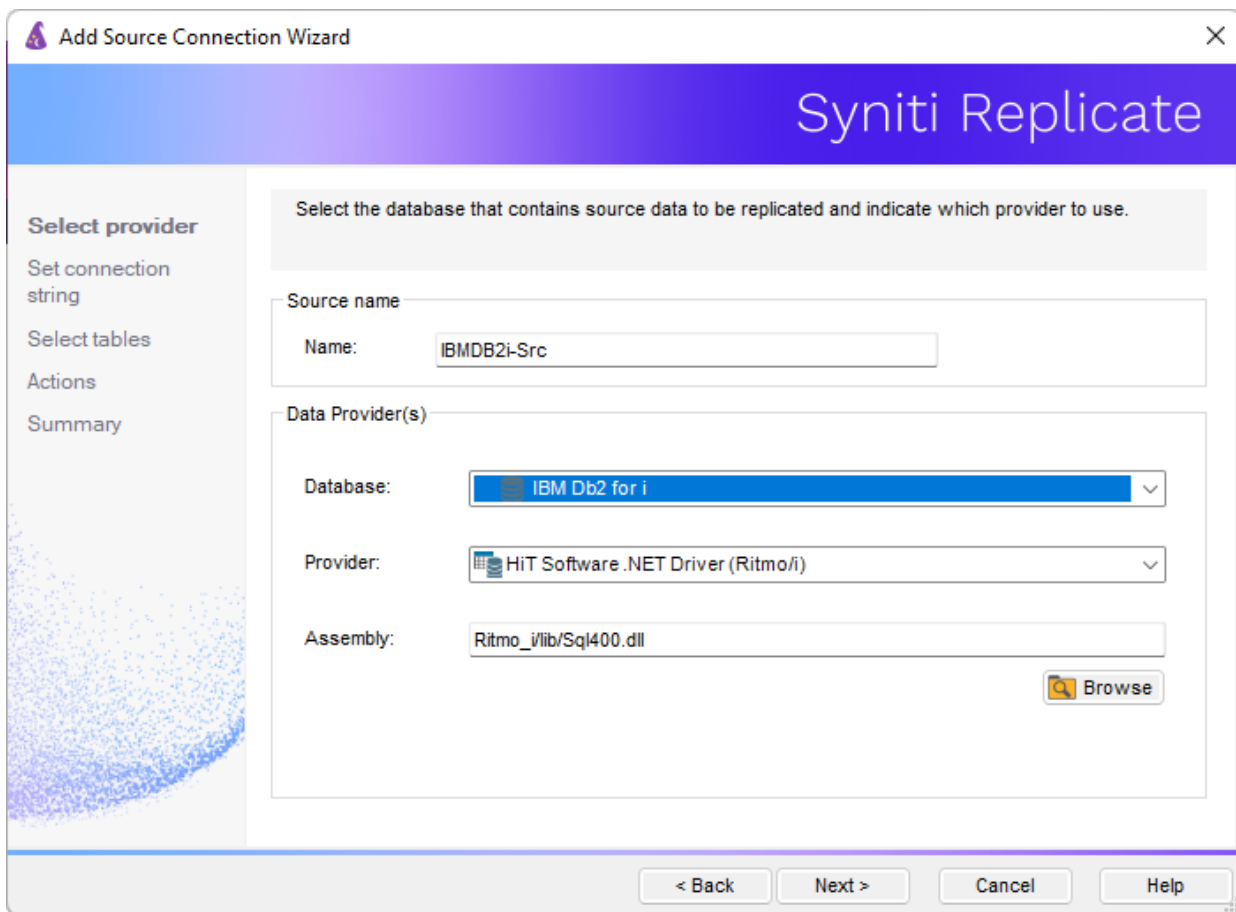 Add Source Connection Wizard
Syniti Replicate
Select provider
Set connection
string
Select tables
Actions
Summary
Select the database that contains source data to be replicated and indicate which provider to use.
Source name
Name:
IBMDB2i-Src
Data Provider(s)
Database:
IBM Db2 for i
Provider:
HiT Software .NET Driver (Ritmo/i)
Assembly:
Ritmo_i/lib/Sql400.dll
Browse
< Back
Next >
Cancel
Help